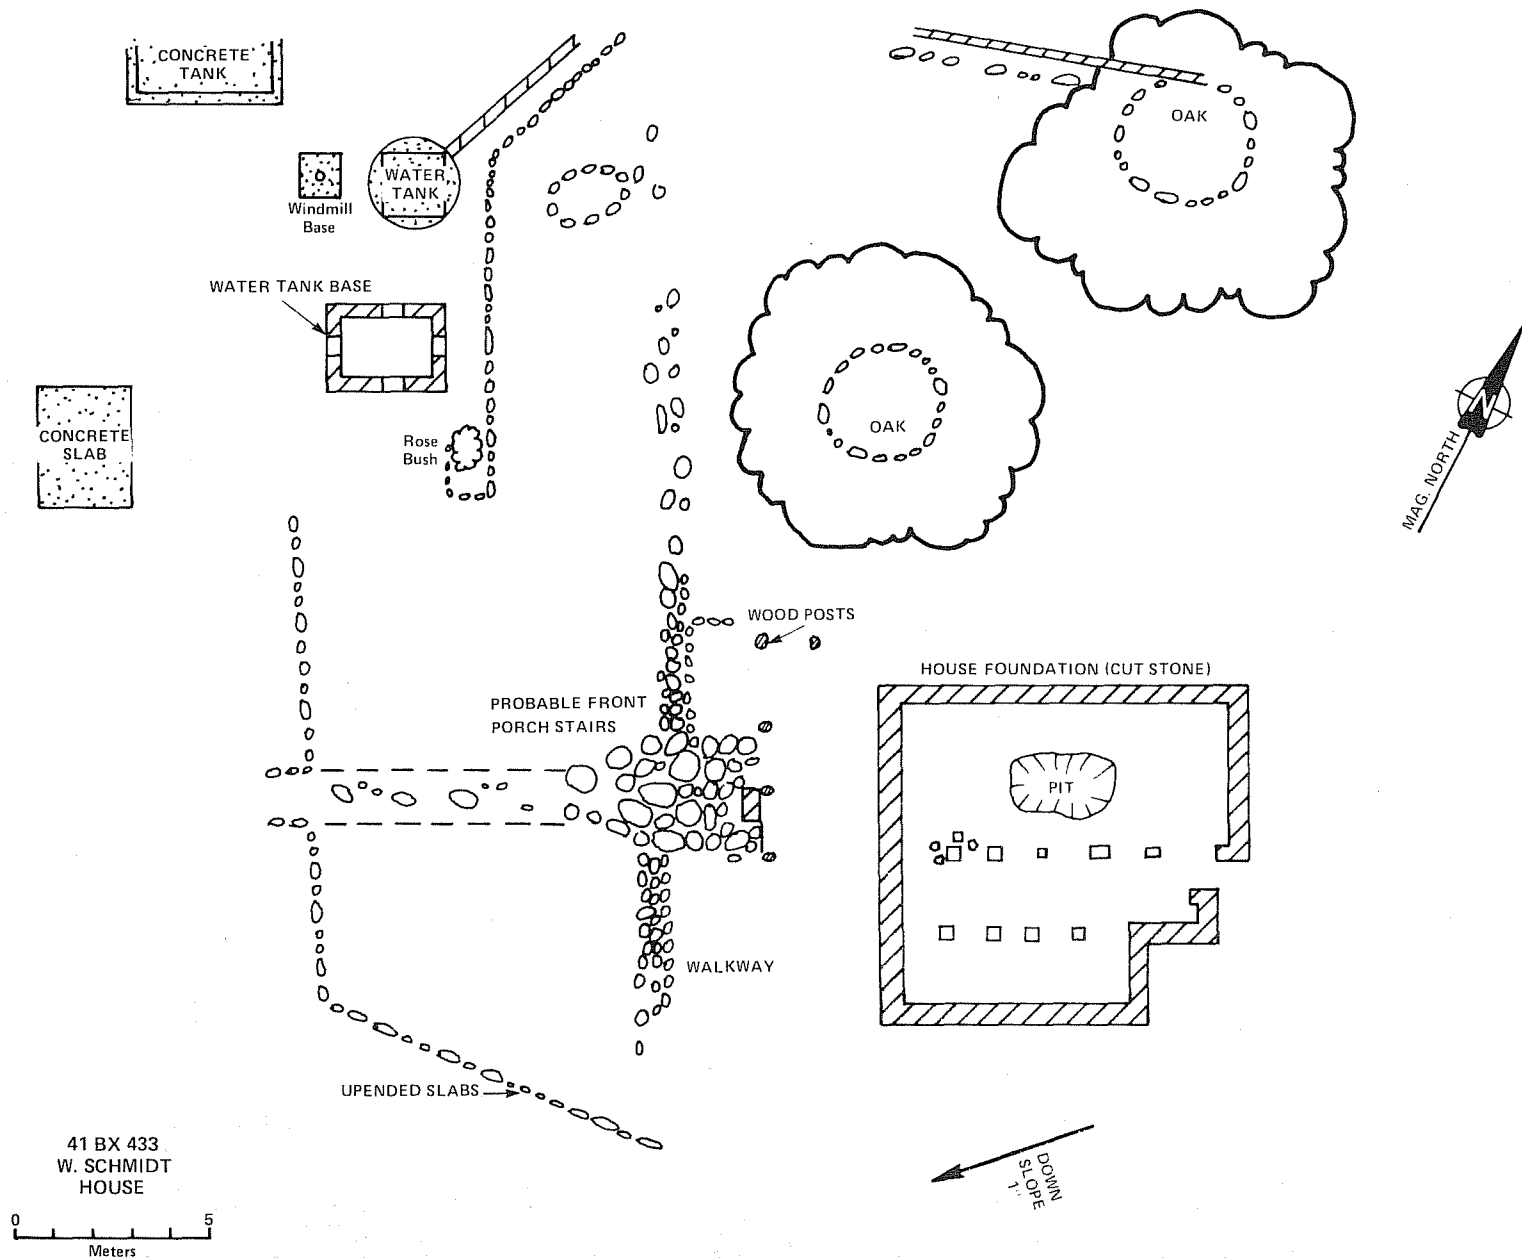 CONCRETE
TANK
OAK
WATER
TANK
Windmill
Base
WATER TANK BASE
OAK
CONCRETE
SLAB
Rose
Bush
N
MAG. NORTH
WOOD POSTS
HOUSE FOUNDATION (CUT STONE)
PROBABLE FRONT
PORCH STAIRS
PIT
WALKWAY
UPENDED SLABS
41 BX 433
W. SCHMIDT
HOUSE
DOWN
SLOPE
1°
0 5
Meters